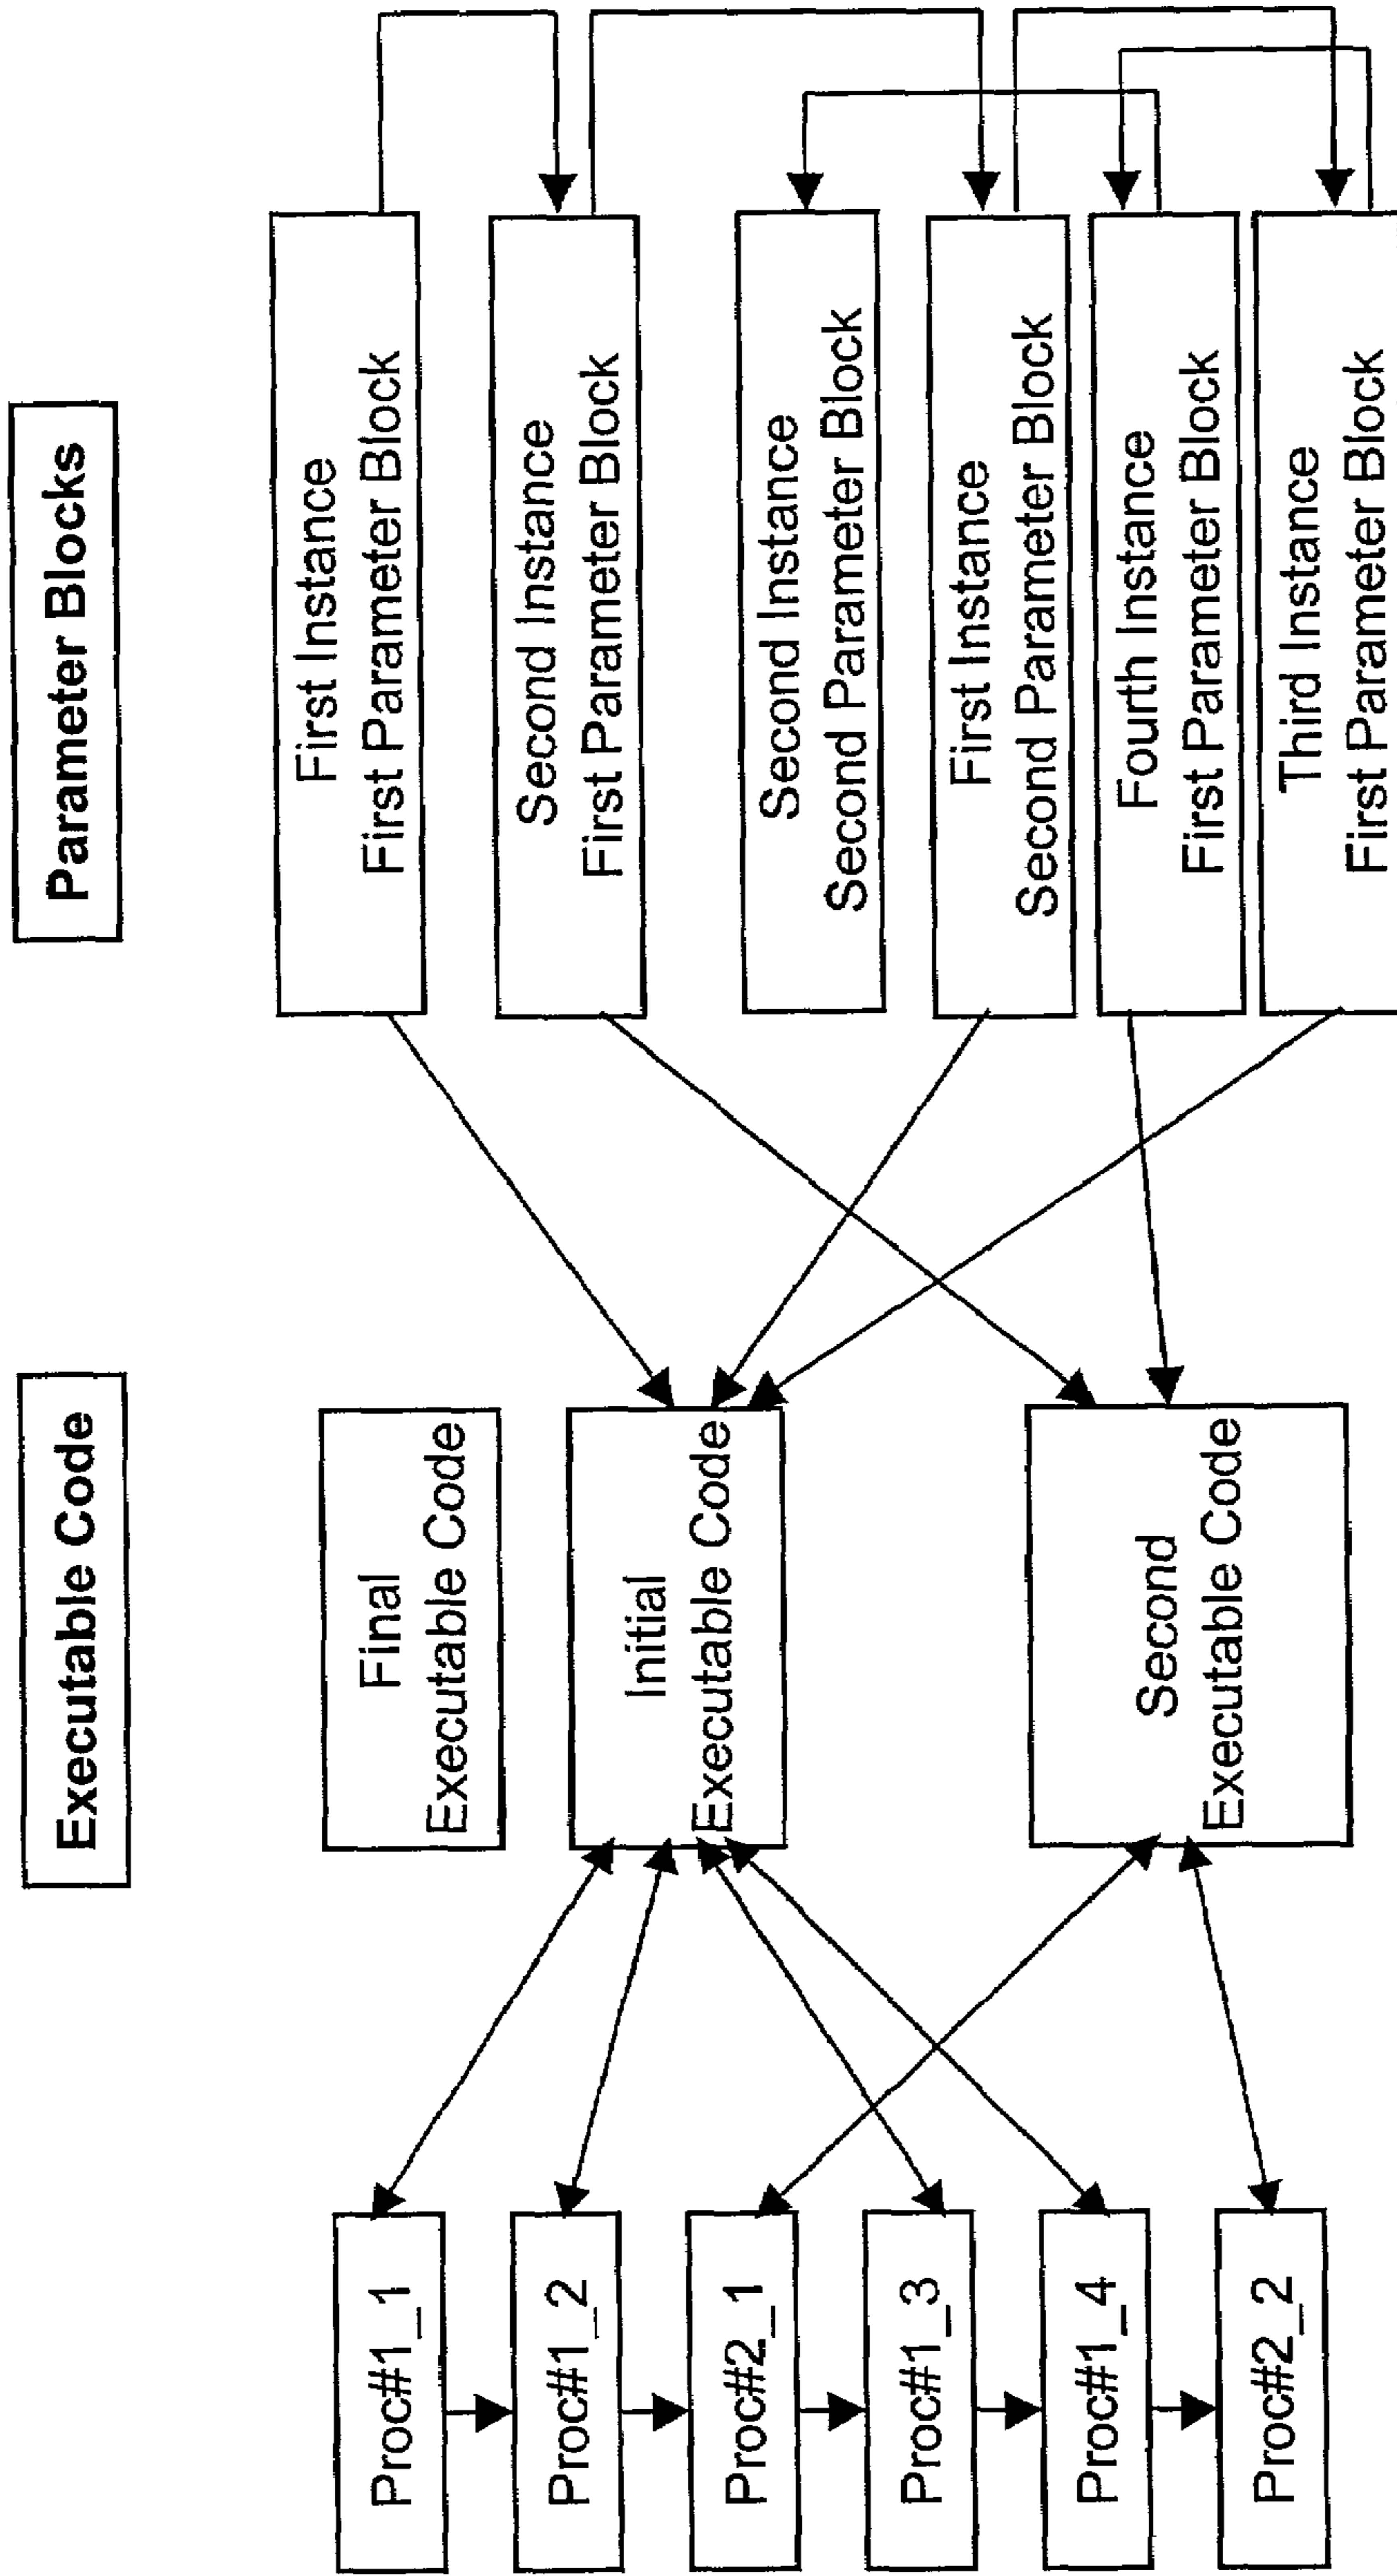 Parameter Blocks
Executable Code
First Instance
First Parameter Block
Second Instance
First Parameter Block
Second Instance
Second Parameter Block
First Instance
Second Parameter Block
Fourth Instance
First Parameter Block
Third Instance
First Parameter Block
Final
Executable Code
Initial
Executable Code
Second
Executable Code
Proc#1_1
Proc#1_2
Proc#2_1
Proc#1_3
Proc#1_4
Proc#2_2